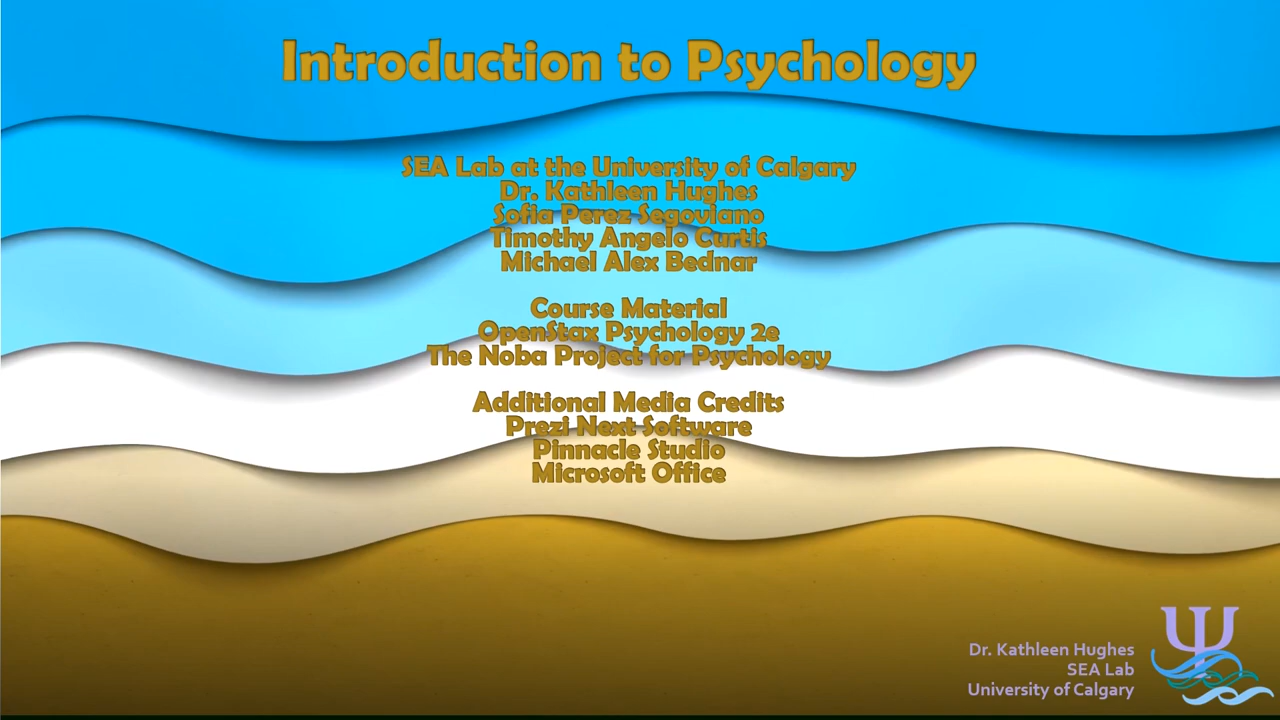 Introduction to Psychology
SEA Lab at the University of Calgary
Dr. Kathleen Hughes
Sofia Perez Segoviano
Timothy Angelo Curtis
Michael Alex Bednar
Course Material
OpenStax Psychology 2e
The Noba Project for Psychology
Additional Media Credits
Prezi Next Software
Pinnacle Studio
Microsoft Office
Dr. Kathleen Hughes
SEA Lab
University of Calgary